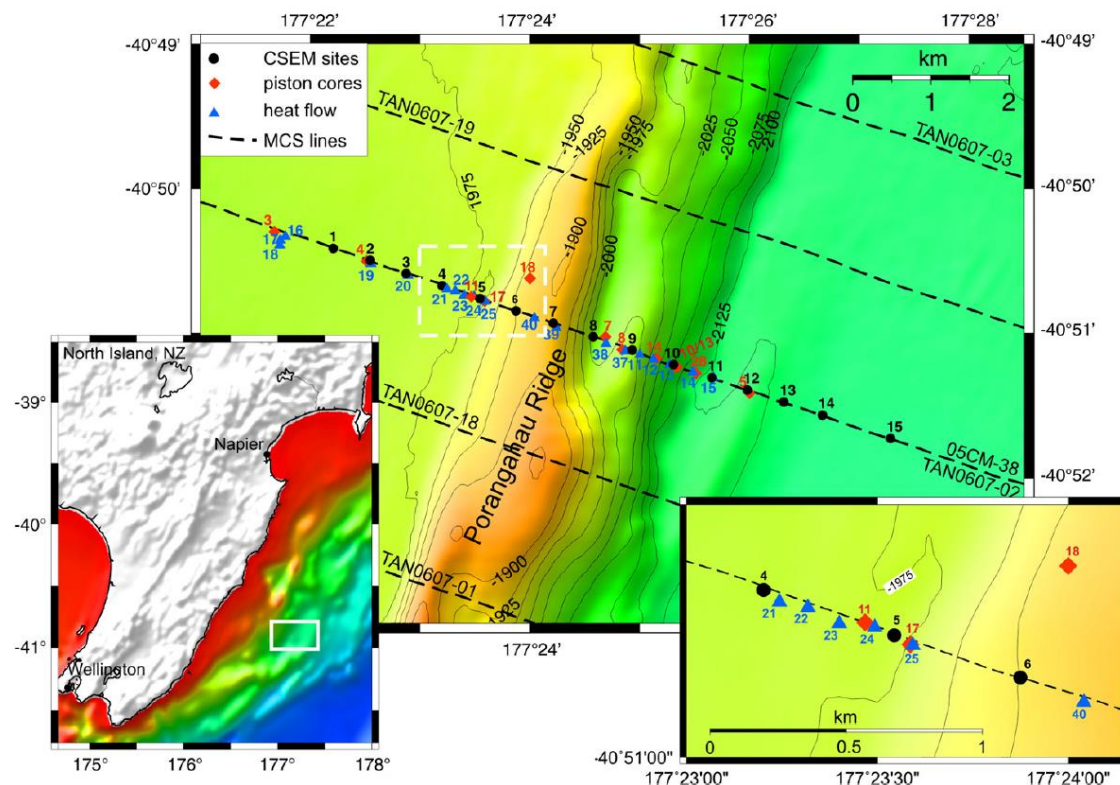 177°22' 177°24' 177°26' 177°28'
-40°49' -40°49'
CSEM sites
piston cores
heat flow
MCS lines
km
0 1 2
TAN0607-19
TAN0607-03
-1950
-1925
-1950
-1975
-2025
-2050
-2075
-2100
1975
-40°50' -40°50'
3 16
17
18
1
4 2
19
3
20
-1900
-2000
18
4 22 11 5 17
21 23 24 25
6
40
7
39
8 7
38
8 9
37 11
14
12
10 10/13
13
28
14 15
11
-2125
-40°51'
5 12
13
14
15
Porangahau Ridge
TAN0607-18
05CM-38
TAN0607-02
-40°52'
TAN0607-01
-1900
-1925
177°24'
North Island, NZ
Napier
Wellington
-39°
-40°
-41°
175° 176° 177° 178°
4
21
22
23
11
24
5
17
25
-1975
18
6
40
km
0 0.5 1
-40°51'00"
177°23'00" 177°23'30" 177°24'00"